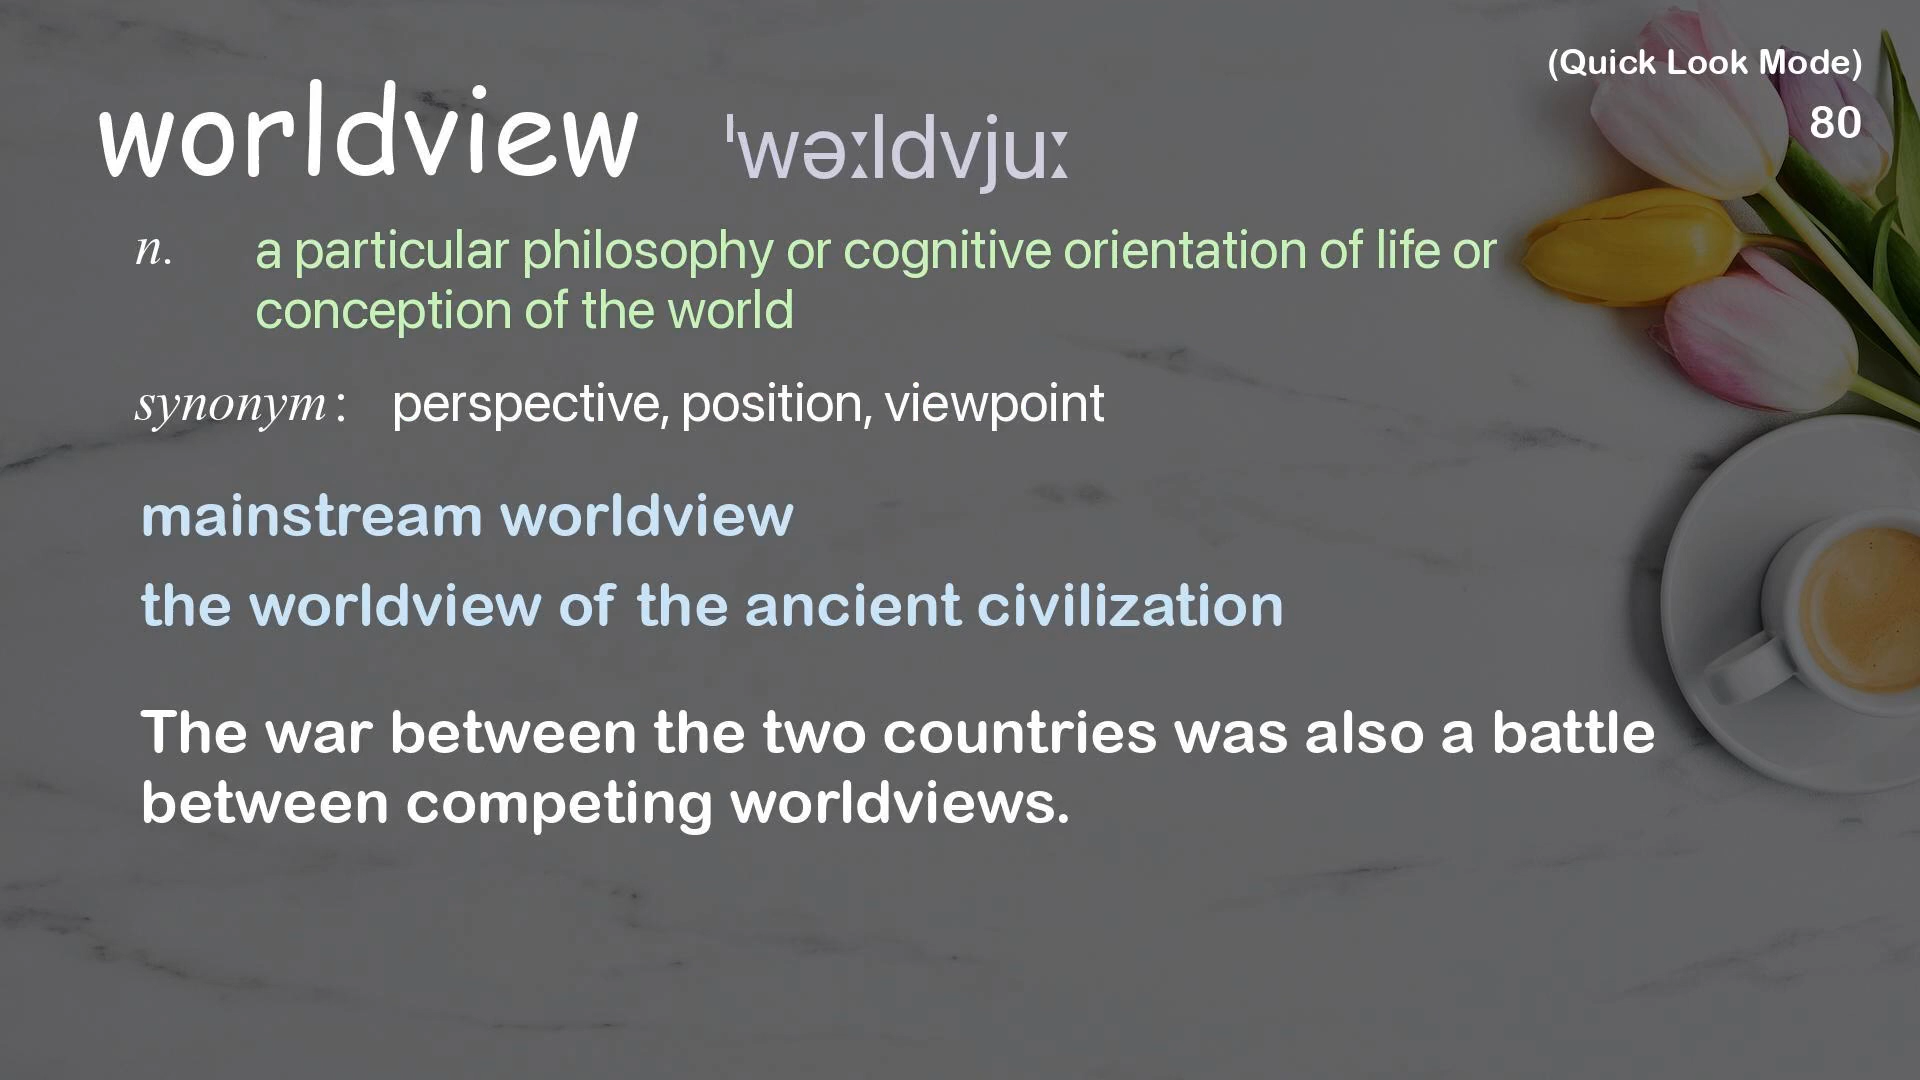 (Quick Look Mode)
80
worldview ˈwəːldvjuː
n. a particular philosophy or cognitive orientation of life or
conception of the world
synonym : perspective, position, viewpoint
mainstream worldview
the worldview of the ancient civilization
The war between the two countries was also a battle
between competing worldviews.